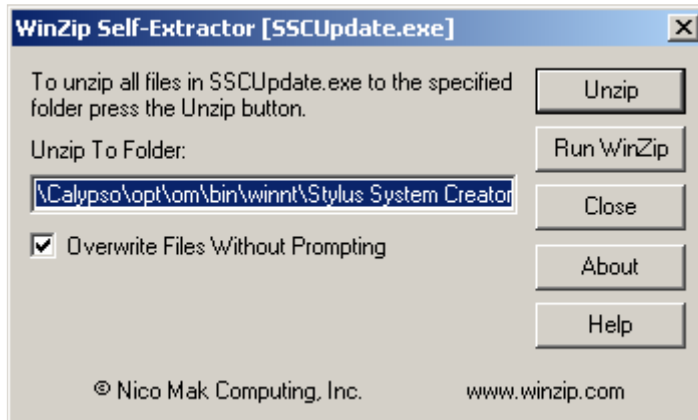 WinZip Self-Extractor [SSCUpdate.exe]
To unzip all files in SSCUpdate.exe to the specified
folder press the Unzip button.
Unzip To Folder:
\Calypso\opt\om\bin\winnt\Stylus System Creator
Overwrite Files Without Prompting
Unzip
Run WinZip
Close
About
Help
© Nico Mak Computing, Inc. www.winzip.com